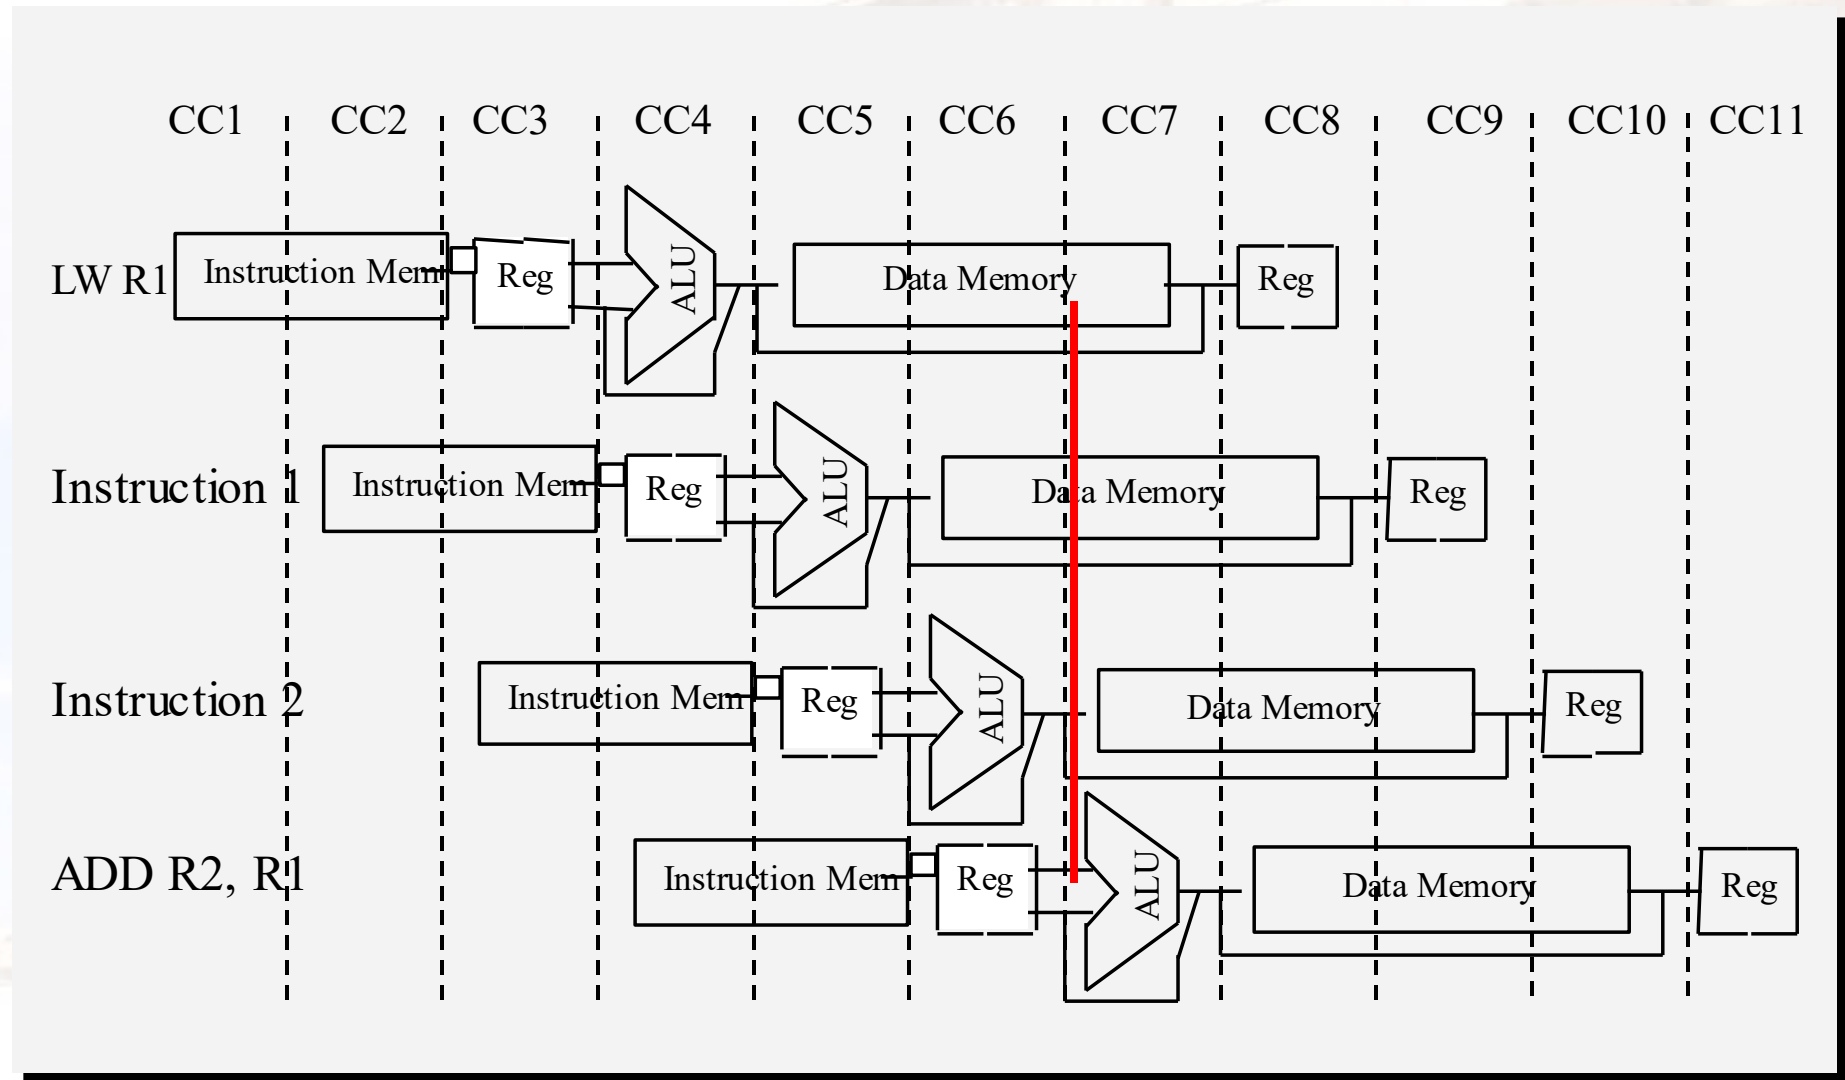 CC1 CC2 CC3 CC4 CC5 CC6 CC7 CC8 CC9 CC10 CC11
LW R1 Instruction Mem Reg ALU Data Memory Reg
Instruction 1 Instruction Mem Reg ALU Data Memory Reg
Instruction 2 Instruction Mem Reg ALU Data Memory Reg
ADD R2, R1 Instruction Mem Reg ALU Data Memory Reg